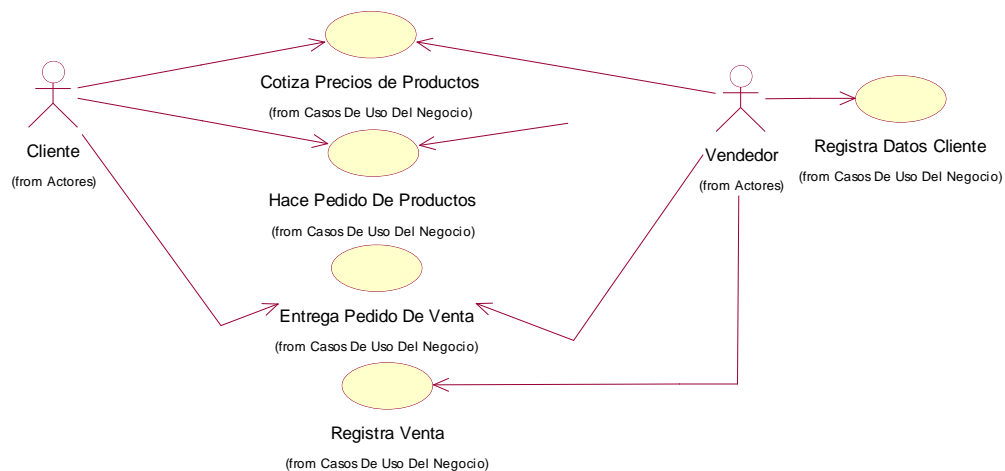 Cotiza Precios de Productos
(from Casos De Uso Del Negocio)
Cliente
(from Actores)
Vendedor
(from Actores)
Registra Datos Cliente
(from Casos De Uso Del Negocio)
Hace Pedido De Productos
(from Casos De Uso Del Negocio)
Entrega Pedido De Venta
(from Casos De Uso Del Negocio)
Registra Venta
(from Casos De Uso Del Negocio)